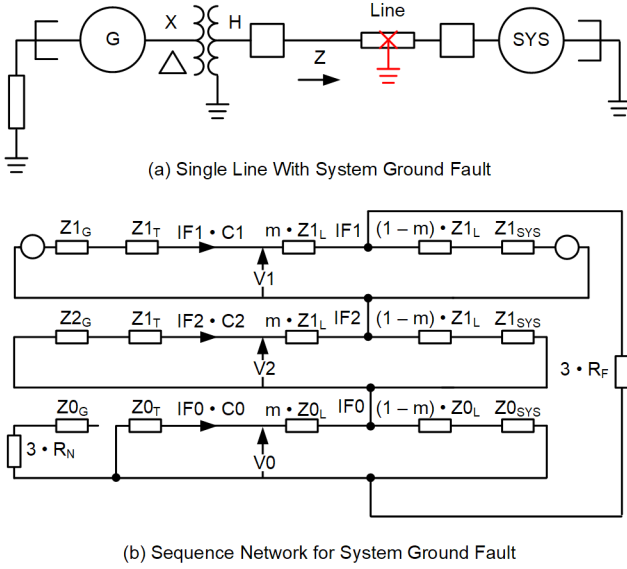 Line
X
H
G
SYS
Z
(a) Single Line With System Ground Fault
Z1G Z1T IF1 • C1 m • Z1L IF1 (1 – m) • Z1L Z1SYS
V1
Z2G Z1T IF2 • C2 m • Z1L IF2 (1 – m) • Z1L Z1SYS
V2
3 • RF
Z0G Z0T IF0 • C0 m • Z0L IF0 (1 – m) • Z0L Z0SYS
3 • RN
V0
(b) Sequence Network for System Ground Fault